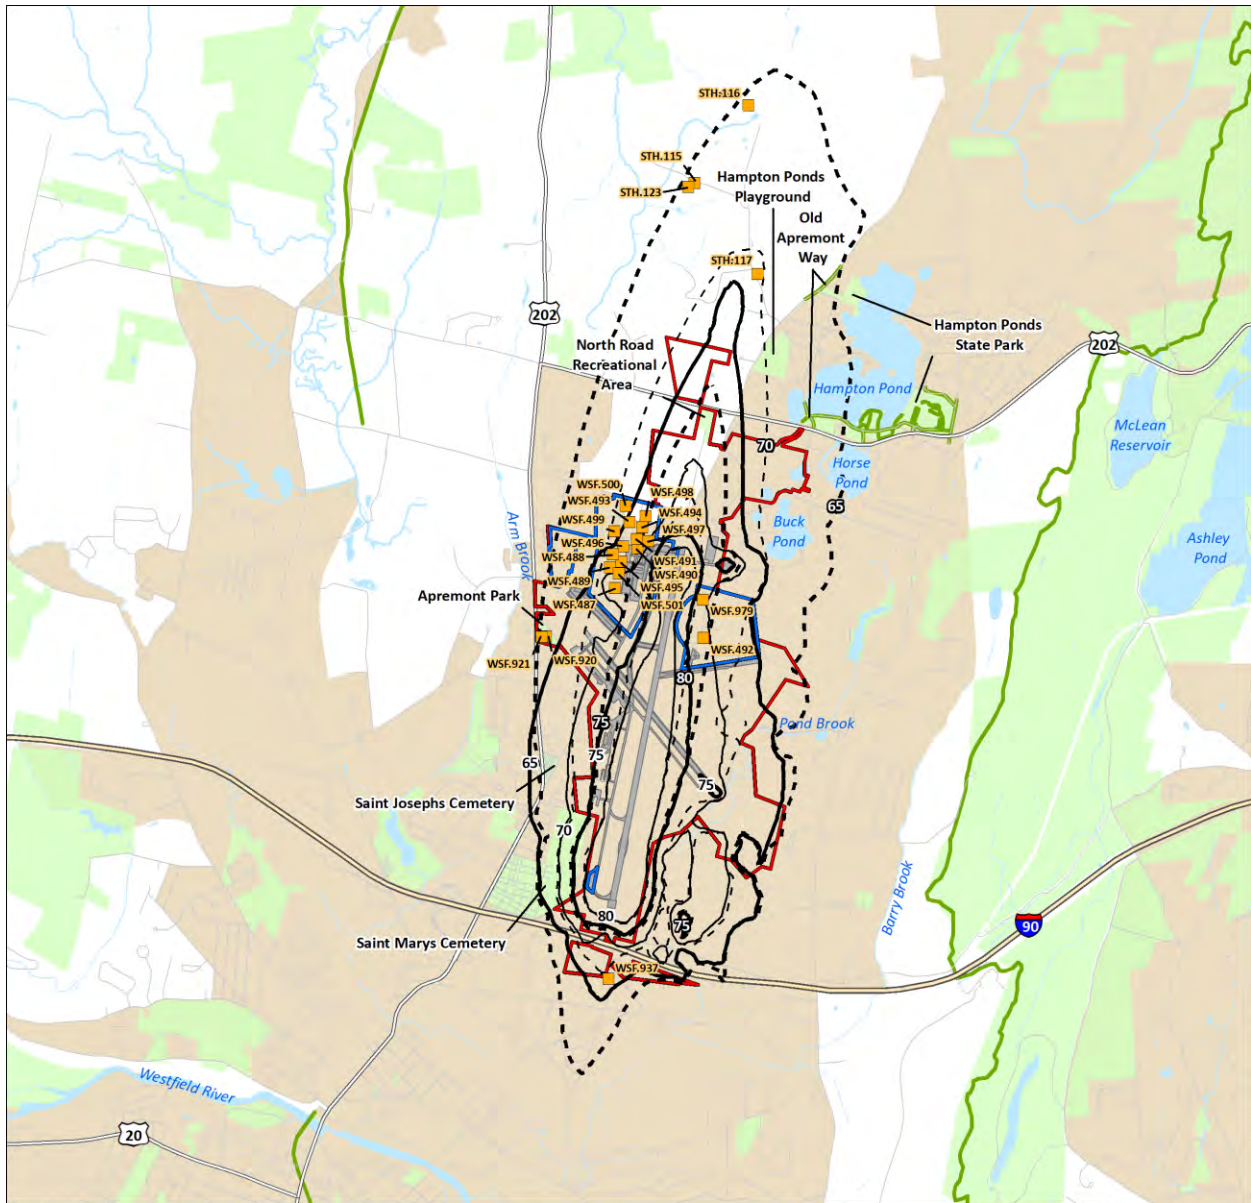 STH:116
STH.115
STH.123
Hampton Ponds
Playground
Old
Apremont
Way
STH:117
202
Hampton Ponds
State Park
202
North Road
Recreational
Area
Hampton Pond
McLean
Reservoir
70
Horse
Pond
65
WSF.500
WSF.498
WSF.493
WSF.494
WSF.499
WSF.497
Buck
Pond
Ashley
Pond
Arm Brook
WSF.496
WSF.488
WSF.491
WSF.490
WSF.489
WSF.495
WSF.487
WSF.501
Apremont Park
WSF.979
WSF.921
WSF.920
WSF.492
80
75
Pond Brook
75
65
75
Saint Josephs Cemetery
70
80
75
Barry Brook
90
Saint Marys Cemetery
WSF.937
Westfield River
20